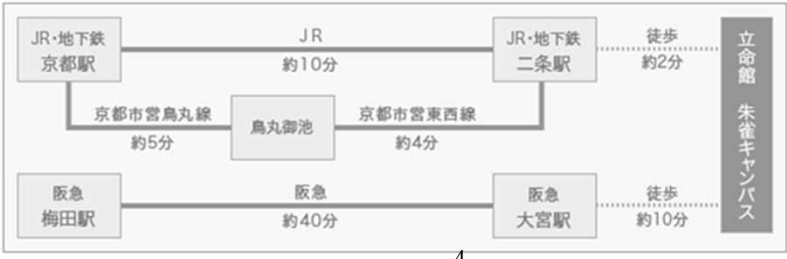 JR・地下鉄
京都駅
JR
約10分
JR・地下鉄
二条駅
徒歩
約2分
京都市営烏丸線
約5分
烏丸御池
京都市営東西線
約4分
阪急
梅田駅
阪急
約40分
阪急
大宮駅
徒歩
約10分
立命館 朱雀キャンパス
4